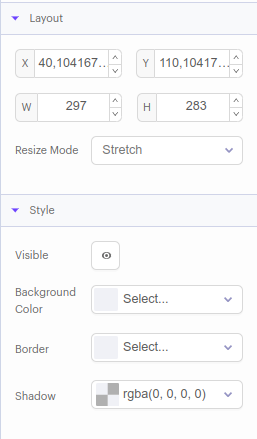 Layout
X 40,104167.. Y 110,10417...
W 297 H 283
Resize Mode Stretch
Style
Visible
Background
Color
Select...
Border Select...
Shadow rgba(0, 0, 0, 0)